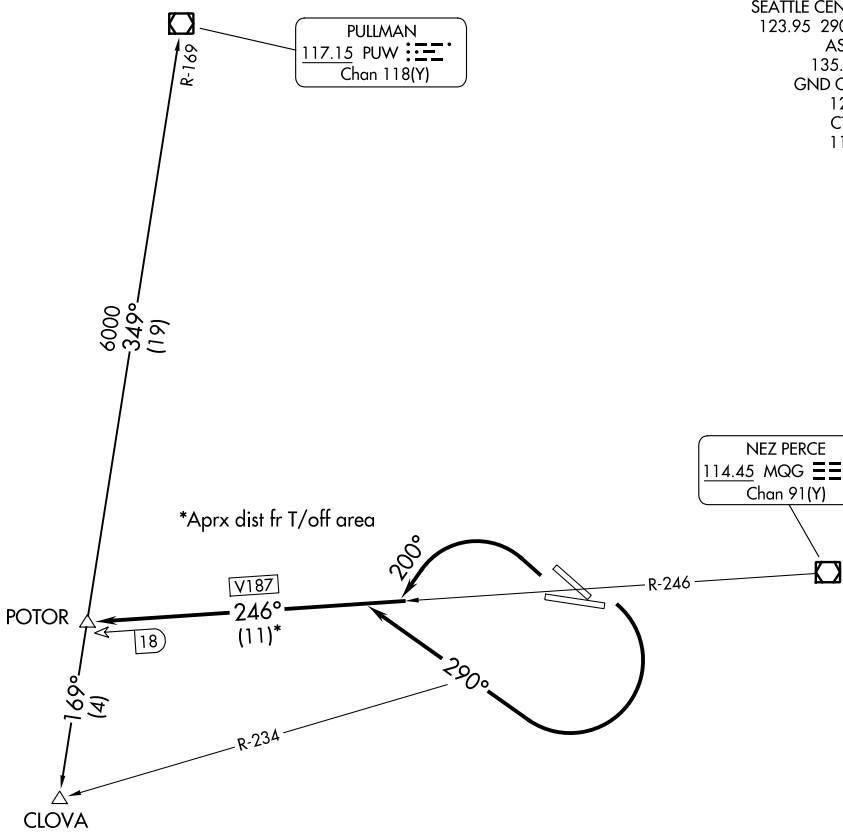 PULLMAN
117.15 PUW
Chan 118(Y)
SEATTLE CEN
123.95 290
AS
135.
GND C
12
CT
11
R-169
6000
349°
(19)
NEZ PERCE
114.45 MQG
Chan 91(Y)
*Aprx dist fr T/off area
200°
V187
246°
(11)*
R-246
POTOR
18
290°
169°
(4)
R-234
CLOVA